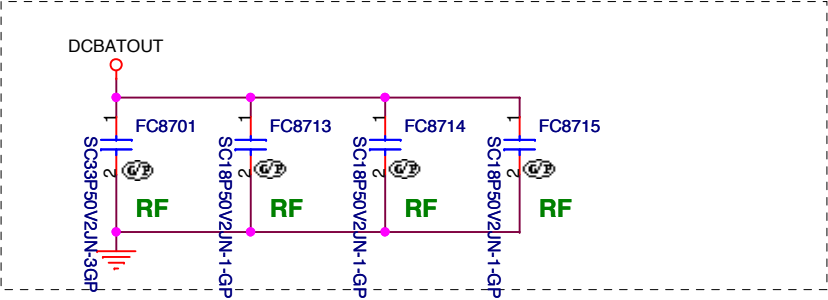 DCBATOUT
1
FC8701
SC33P50V2JN-3GP
2
G/P
RF
1
FC8713
SC18P50V2JN-1-GP
2
G/P
RF
1
FC8714
SC18P50V2JN-1-GP
2
G/P
RF
1
FC8715
SC18P50V2JN-1-GP
2
G/P
RF